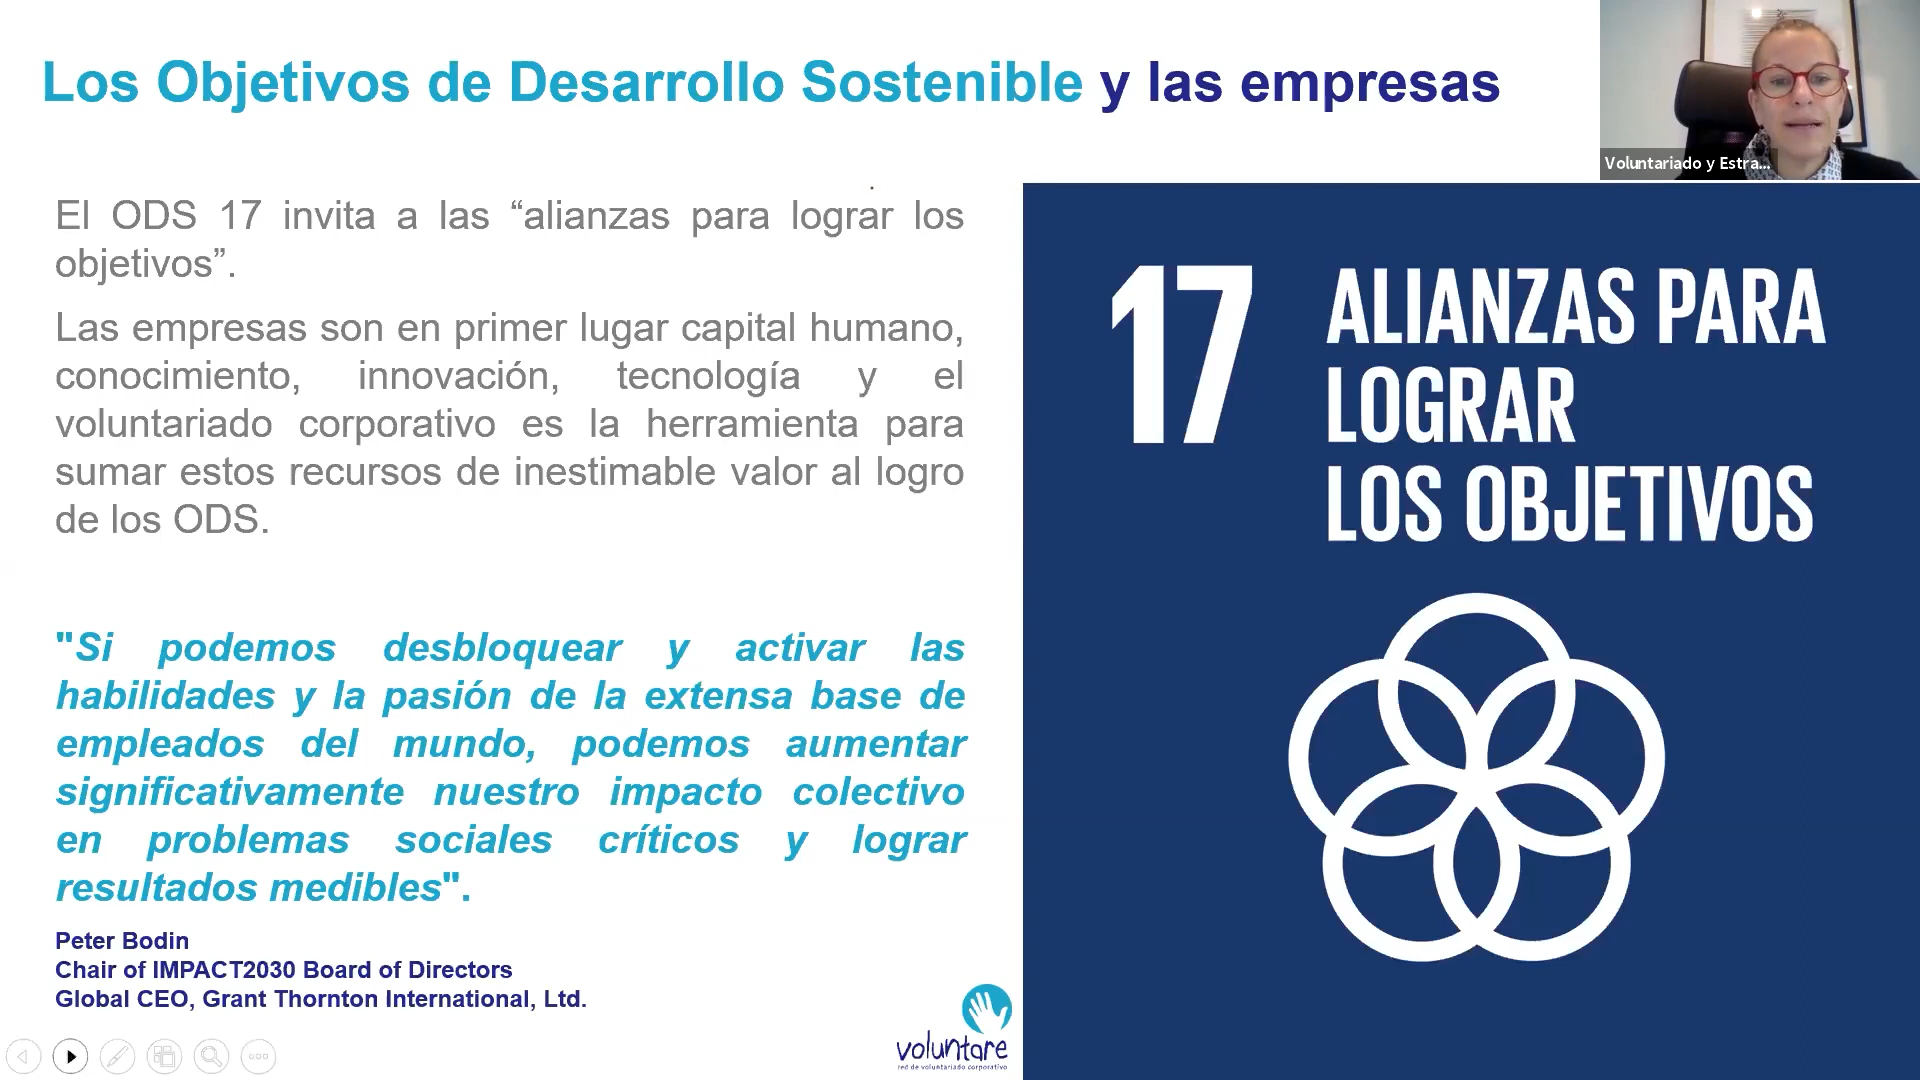 Los Objetivos de Desarrollo Sostenible y las empresas
Voluntariado y Estra...
El ODS 17 invita a las “alianzas para lograr los
objetivos”.
Las empresas son en primer lugar capital humano,
conocimiento, innovación, tecnología y el
voluntariado corporativo es la herramienta para
sumar estos recursos de inestimable valor al logro
de los ODS.
"Si podemos desbloquear y activar las
habilidades y la pasión de la extensa base de
empleados del mundo, podemos aumentar
significativamente nuestro impacto colectivo
en problemas sociales críticos y lograr
resultados medibles".
Peter Bodin
Chair of IMPACT2030 Board of Directors
Global CEO, Grant Thornton International, Ltd.
voluntare
red de voluntariado corporativo
17 ALIANZAS PARA
LOGRAR
LOS OBJETIVOS